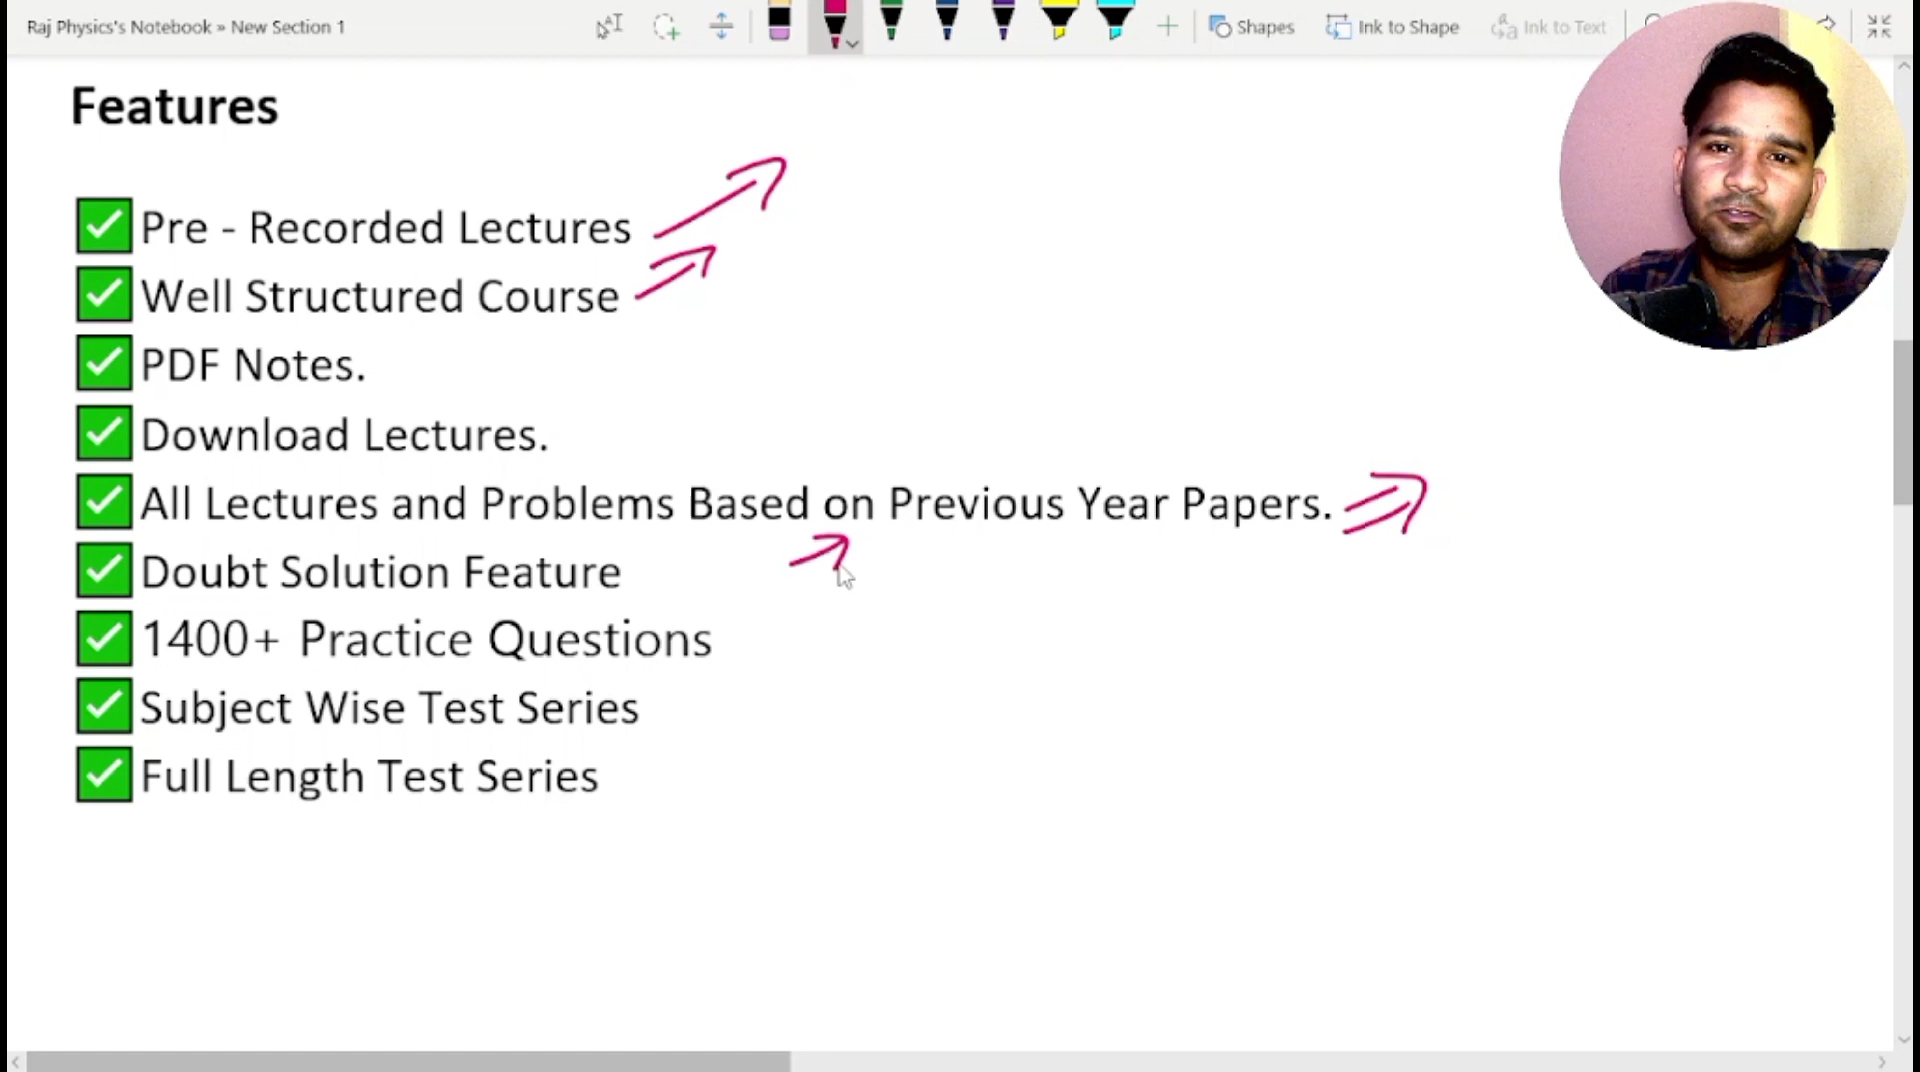 Raj Physics's Notebook » New Section 1
Shapes
Ink to Shape
Ink to Text
Features
Pre - Recorded Lectures
Well Structured Course
PDF Notes.
Download Lectures.
All Lectures and Problems Based on Previous Year Papers.
Doubt Solution Feature
1400+ Practice Questions
Subject Wise Test Series
Full Length Test Series